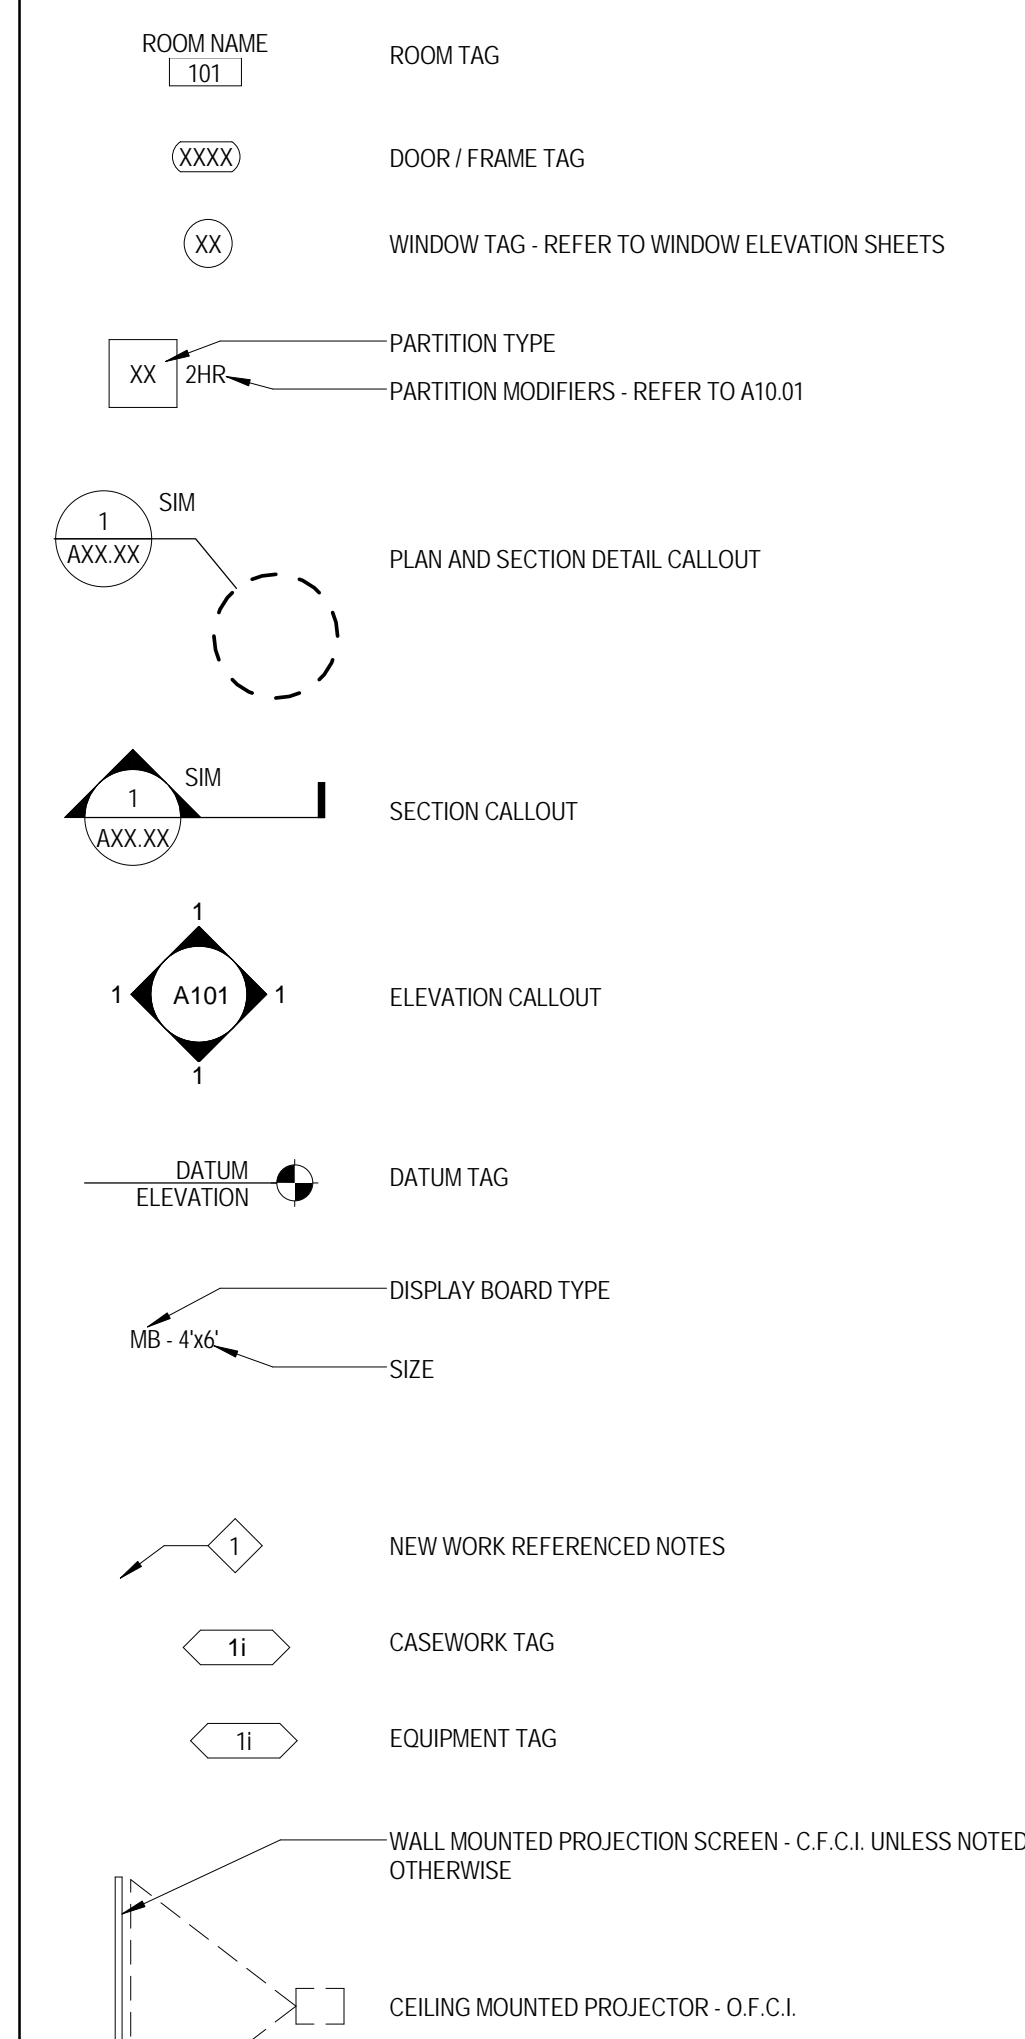 ROOM NAME
101
ROOM TAG
XXXX
DOOR / FRAME TAG
XX
WINDOW TAG - REFER TO WINDOW ELEVATION SHEETS
PARTITION TYPE
XX 2HR
PARTITION MODIFIERS - REFER TO A10.01
SIM
1
AXX.XX
PLAN AND SECTION DETAIL CALLOUT
SIM
1
AXX.XX
SECTION CALLOUT
1
1 A101 1
1
ELEVATION CALLOUT
DATUM
ELEVATION
DATUM TAG
DISPLAY BOARD TYPE
MB - 4'x6'
SIZE
1
NEW WORK REFERENCED NOTES
1i
CASEWORK TAG
1i
EQUIPMENT TAG
WALL MOUNTED PROJECTION SCREEN - C.F.C.I. UNLESS NOTED
OTHERWISE
CEILING MOUNTED PROJECTOR - O.F.C.I.